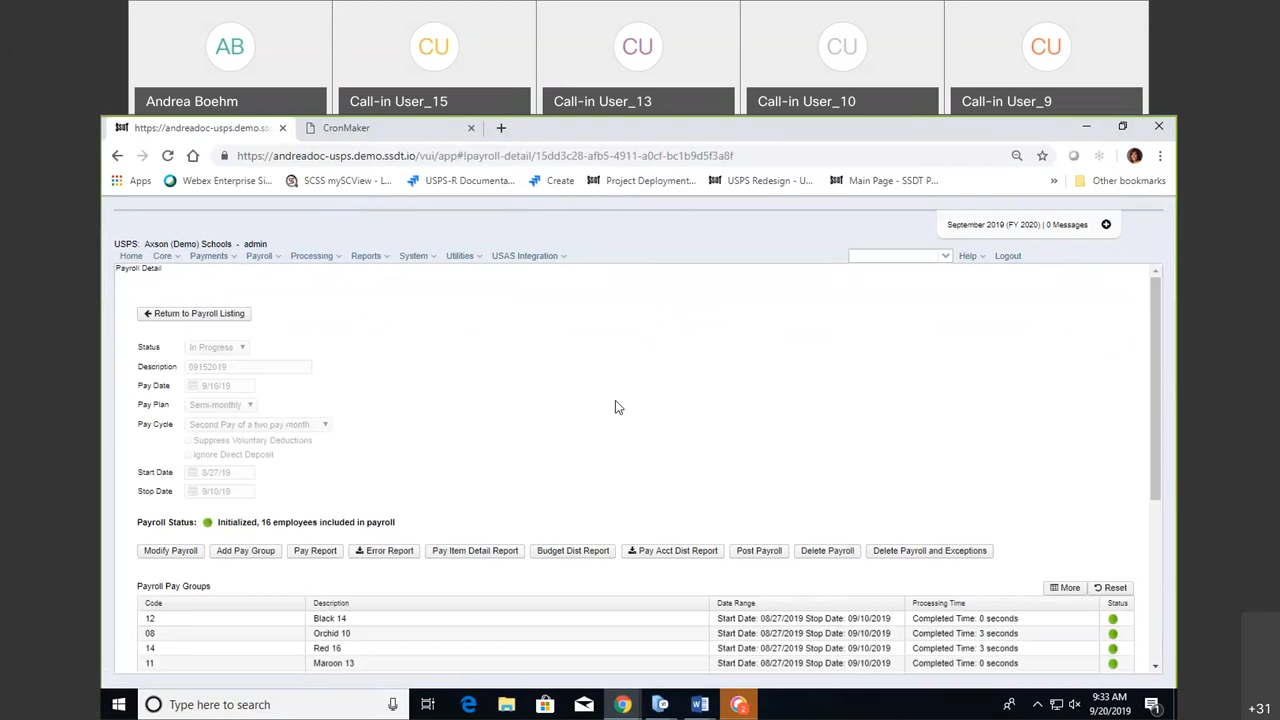 AB
CU
CU
CU
CU
Andrea Boehm
Call-in User_15
Call-in User_13
Call-in User_10
Call-in User_9
https://andreadoc-usps.demo.ss
CronMaker
https://andreadoc-usps.demo.ssdt.io/vui/app#!payroll-detail/15dd3c28-afb5-4911-a0cf-bc1b9d5f3a8f
Apps
Webex Enterprise Si...
SCSS mySCView - L...
USPS-R Documenta...
Create
Project Deployment...
USPS Redesign - U...
Main Page - SSDT P...
» Other bookmarks
September 2019 (FY 2020) | 0 Messages
USPS: Axson (Demo) Schools - admin
Home Core Payments Payroll Processing Reports System Utilities USAS Integration Help Logout
Payroll Detail
Return to Payroll Listing
Status In Progress
Description 09152019
Pay Date 9/16/19
Pay Plan Semi-monthly
Pay Cycle Second Pay of a two pay month
Suppress Voluntary Deductions
Ignore Direct Deposit
Start Date 8/27/19
Stop Date 9/10/19
Payroll Status: Initialized, 16 employees included in payroll
Modify Payroll Add Pay Group Pay Report Error Report Pay Item Detail Report Budget Dist Report Pay Acct Dist Report Post Payroll Delete Payroll Delete Payroll and Exceptions
Payroll Pay Groups More Reset
Code Description Date Range Processing Time Status
12 Black 14 Start Date: 08/27/2019 Stop Date: 09/10/2019 Completed Time: 0 seconds
08 Orchid 10 Start Date: 08/27/2019 Stop Date: 09/10/2019 Completed Time: 3 seconds
14 Red 16 Start Date: 08/27/2019 Stop Date: 09/10/2019 Completed Time: 3 seconds
11 Maroon 13 Start Date: 08/27/2019 Stop Date: 09/10/2019 Completed Time: 3 seconds
Type here to search
9:33 AM
9/20/2019
+31